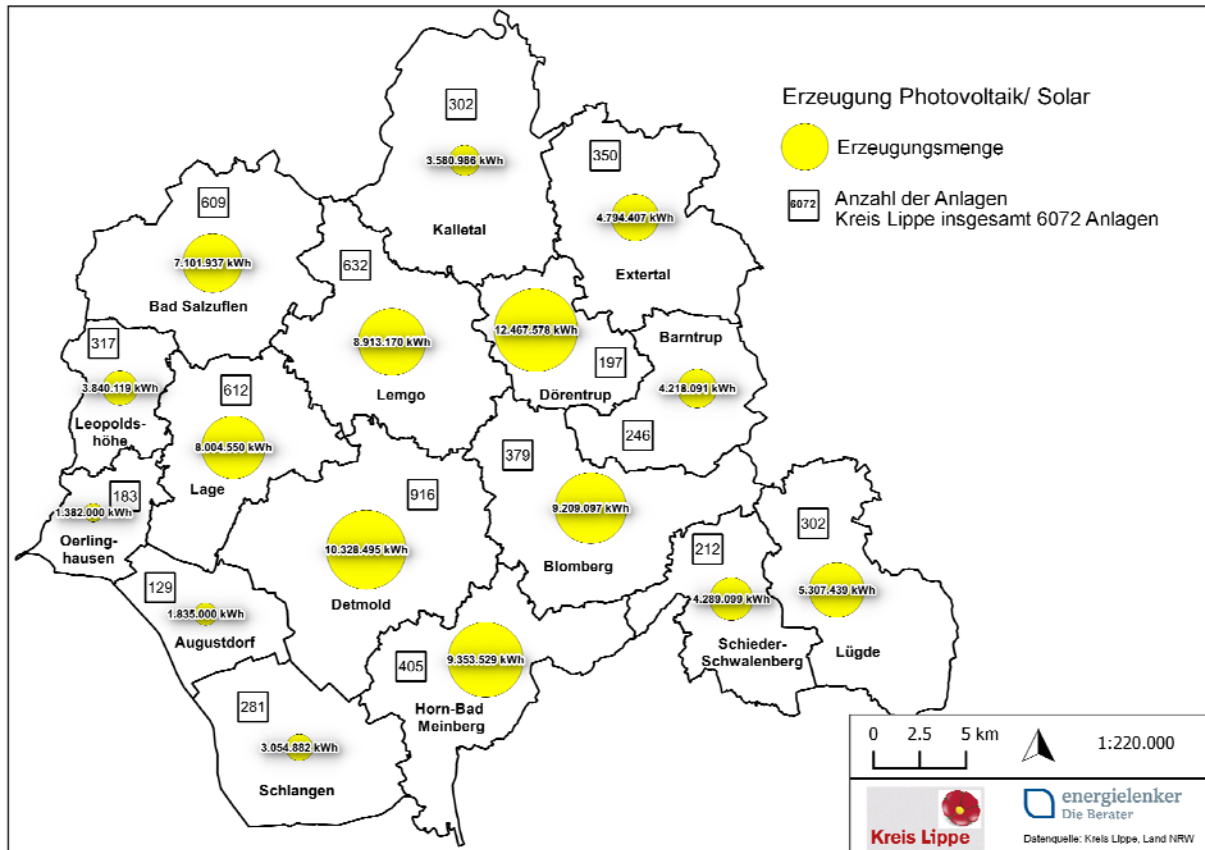 Erzeugung Photovoltaik/ Solar
Erzeugungsmenge
6072
Anzahl der Anlagen
Kreis Lippe insgesamt 6072 Anlagen
302
3.580.986 kWh
Kalletal
350
4.794.407 kWh
Extertal
609
7.101.937 kWh
Bad Salzuflen
632
8.913.170 kWh
Lemgo
12.467.578 kWh
197
Dörentrup
Barntrup
4.218.091 kWh
246
317
3.840.119 kWh
Leopolds-
höhe
612
8.004.550 kWh
Lage
183
1.382.000 kWh
Oerling-
hausen
916
10.328.495 kWh
Detmold
379
9.209.097 kWh
Blomberg
212
4.289.099 kWh
Schieder-
Schwalenberg
302
5.307.439 kWh
Lügde
129
1.835.000 kWh
Augustdorf
405
9.353.529 kWh
Horn-Bad
Meinberg
281
3.054.882 kWh
Schlangen
0 2.5 5 km
1:220.000
Kreis Lippe
energielenker
Die Berater
Datenquelle: Kreis Lippe, Land NRW